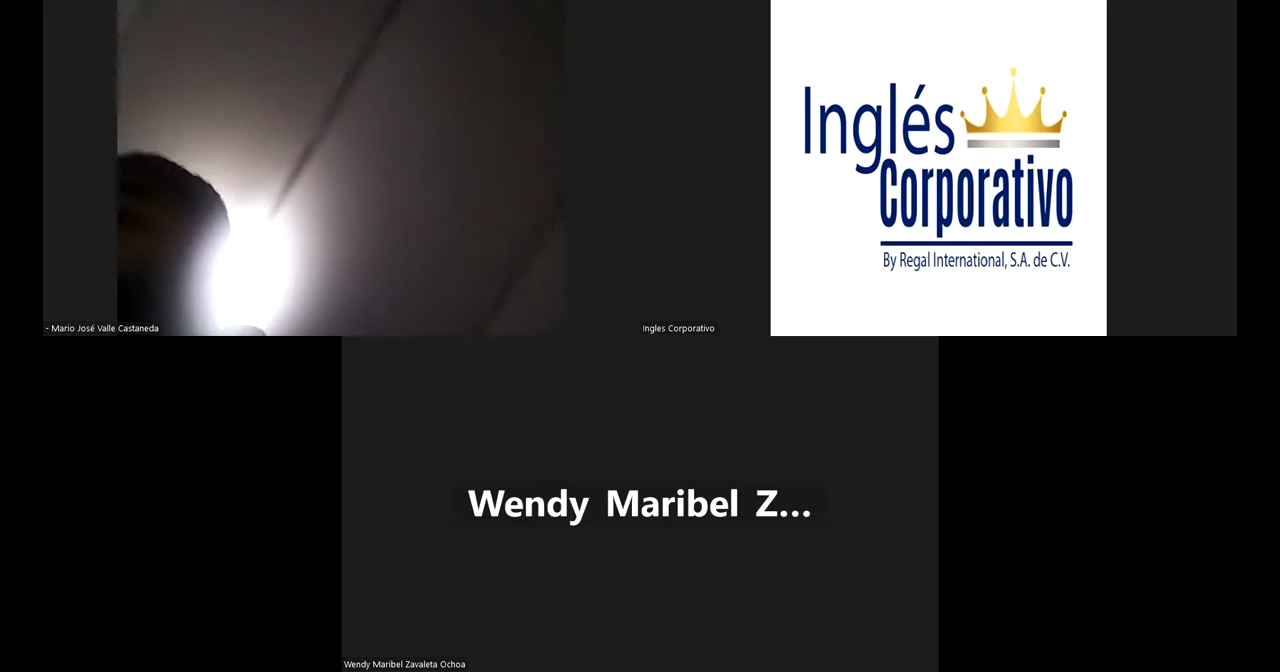 Inglés
Corporativo
By Regal International, S.A. de C.V.
- Mario José Valle Castaneda
Ingles Corporativo
Wendy Maribel Z...
Wendy Maribel Zavaleta Ochoa